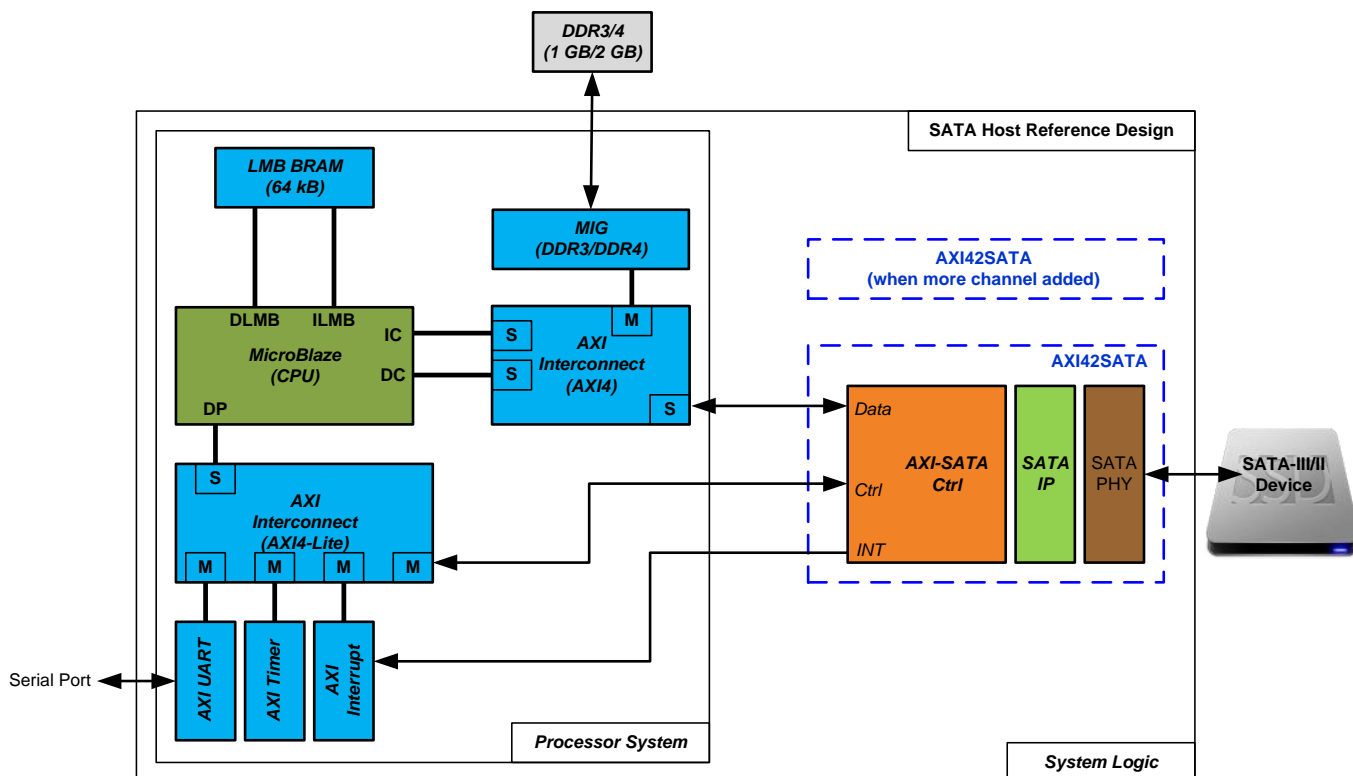 DDR3/4
(1 GB/2 GB)
SATA Host Reference Design
LMB BRAM
(64 kB)
MIG
(DDR3/DDR4)
AXI42SATA
(when more channel added)
DLMB
ILMB
IC
MicroBlaze
(CPU)
DC
DP
S
M
AXI
Interconnect
(AXI4)
S
S
AXI42SATA
Data
Ctrl
INT
AXI-SATA
Ctrl
SATA
IP
SATA
PHY
SSD
SATA-III/II
Device
S
AXI
Interconnect
(AXI4-Lite)
M
M
M
M
AXI UART
AXI Timer
AXI
Interrupt
Serial Port
Processor System
System Logic